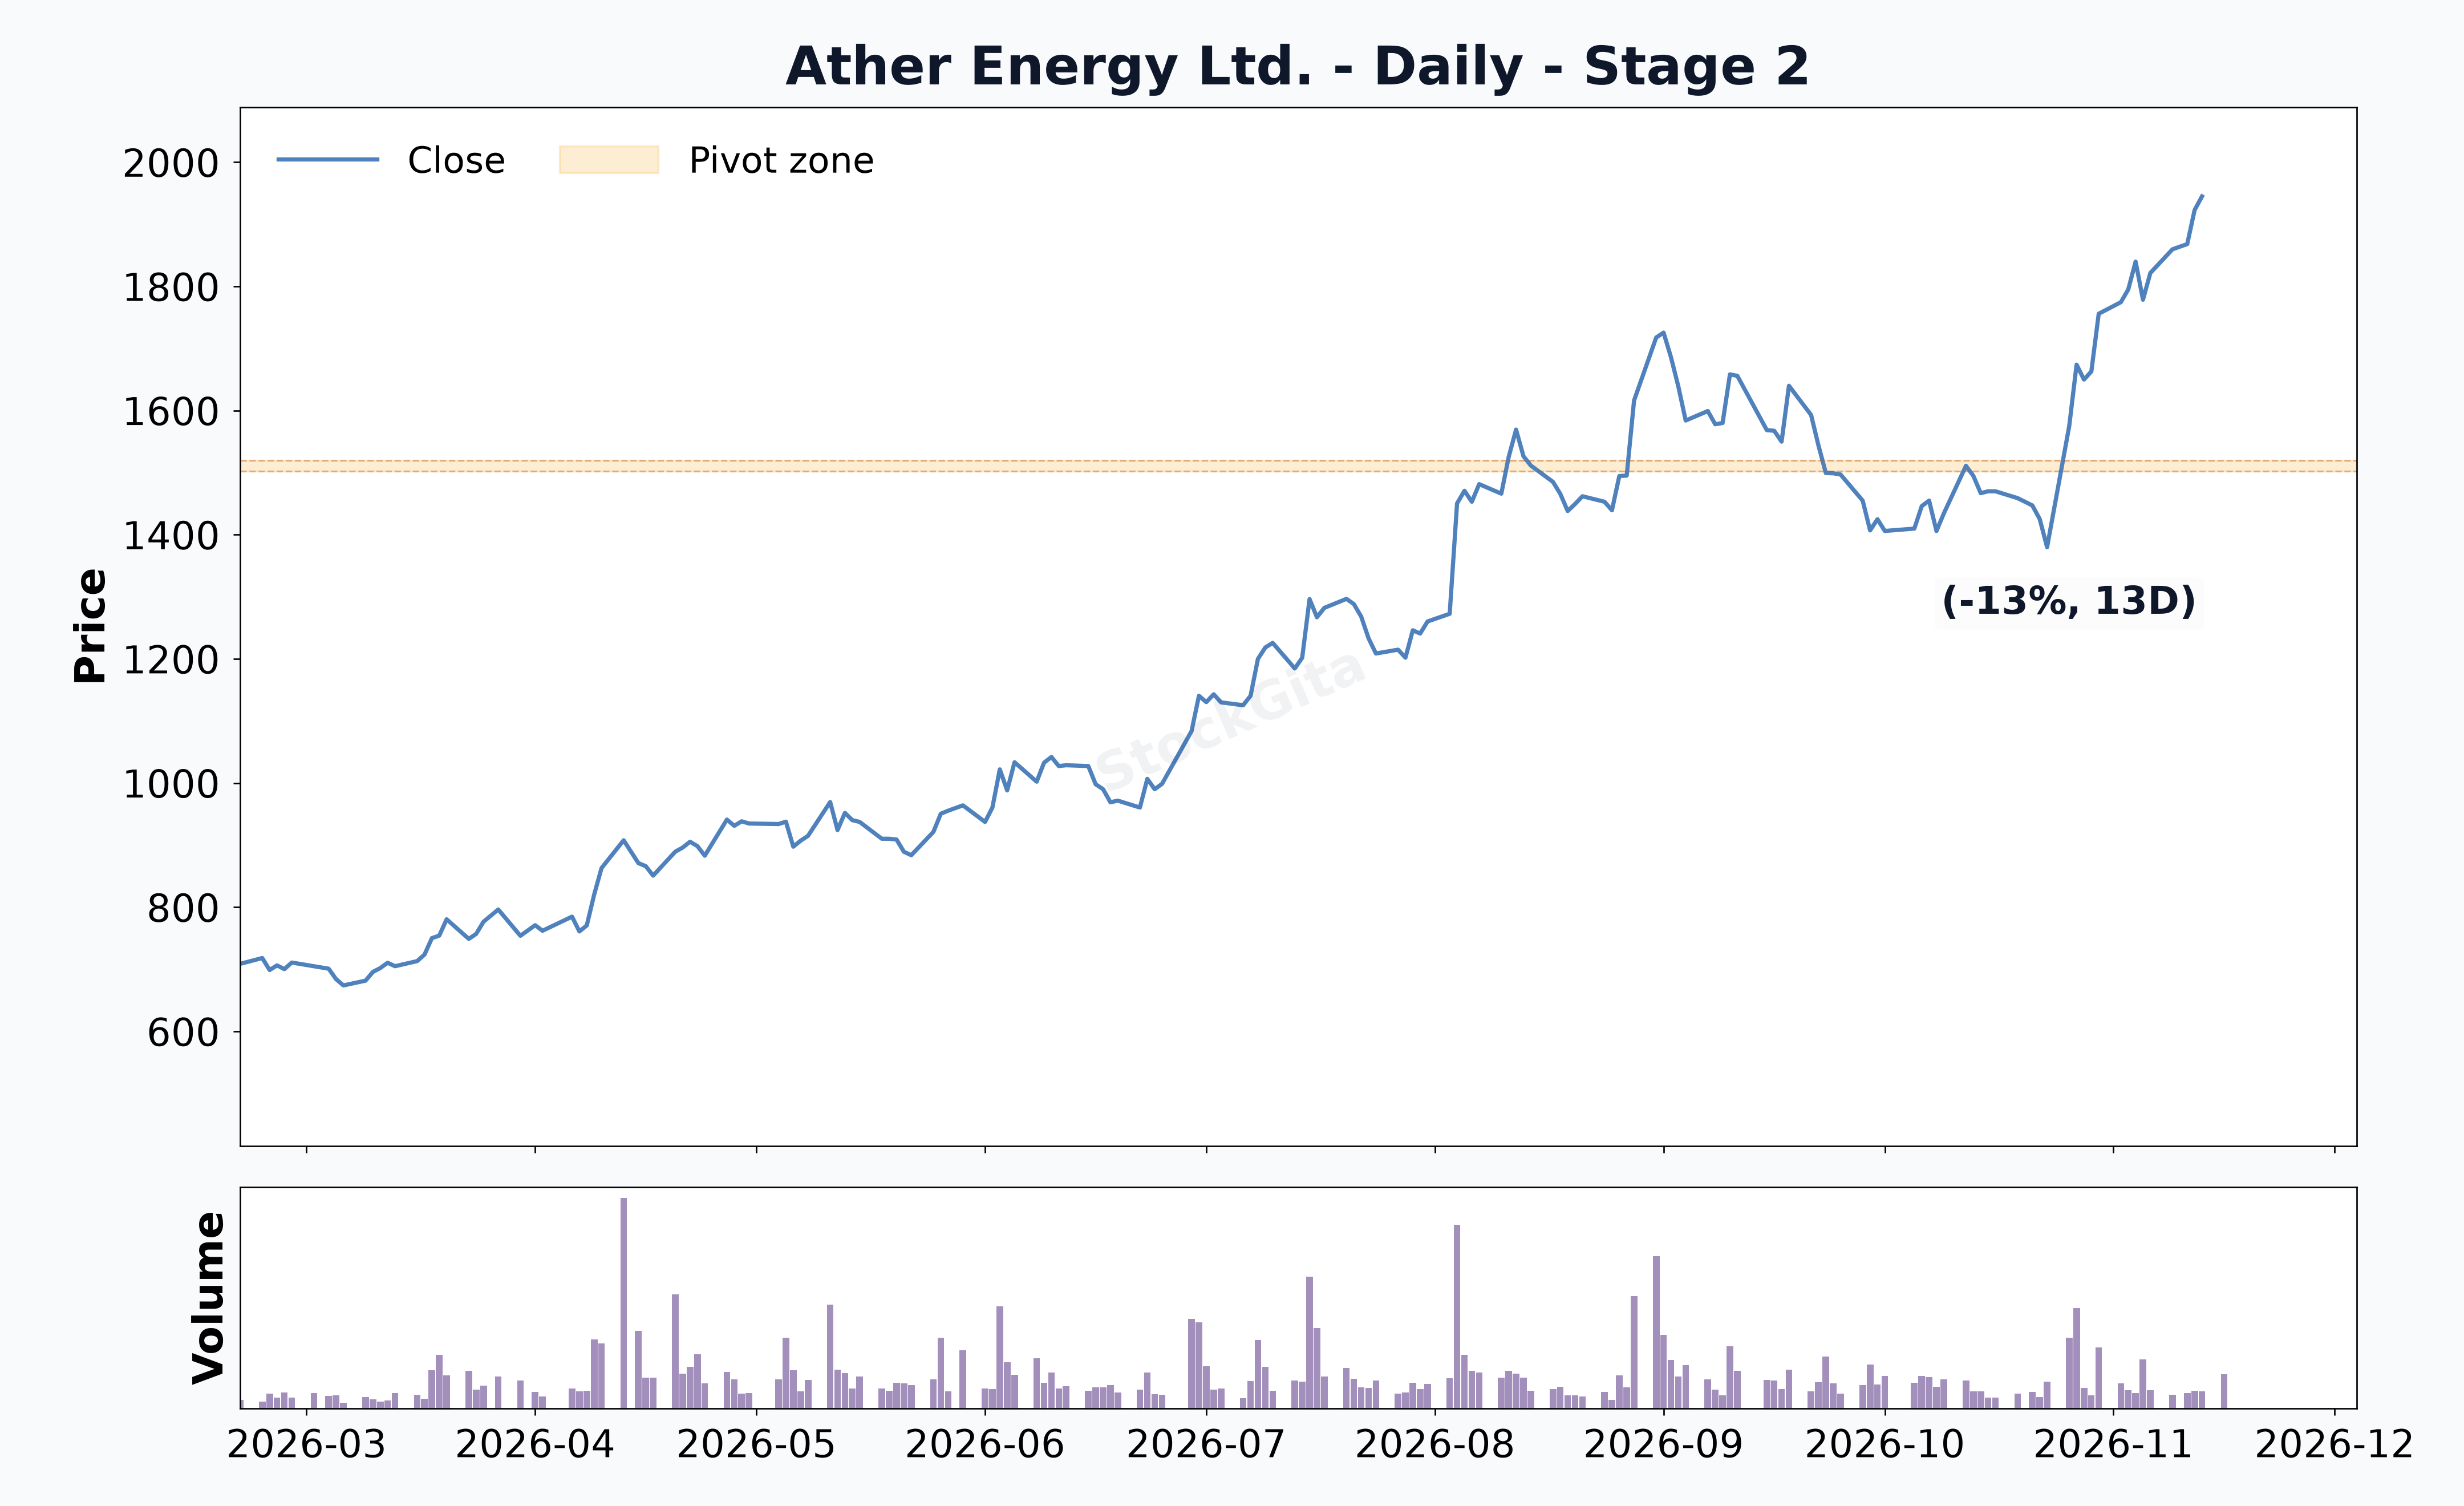 Ather Energy Ltd. - Daily - Stage 2
Close
Pivot zone
2000
1800
1600
1400
1200
1000
800
600
Price
(-13%, 13D)
StockGita
Volume
2026-03
2026-04
2026-05
2026-06
2026-07
2026-08
2026-09
2026-10
2026-11
2026-12